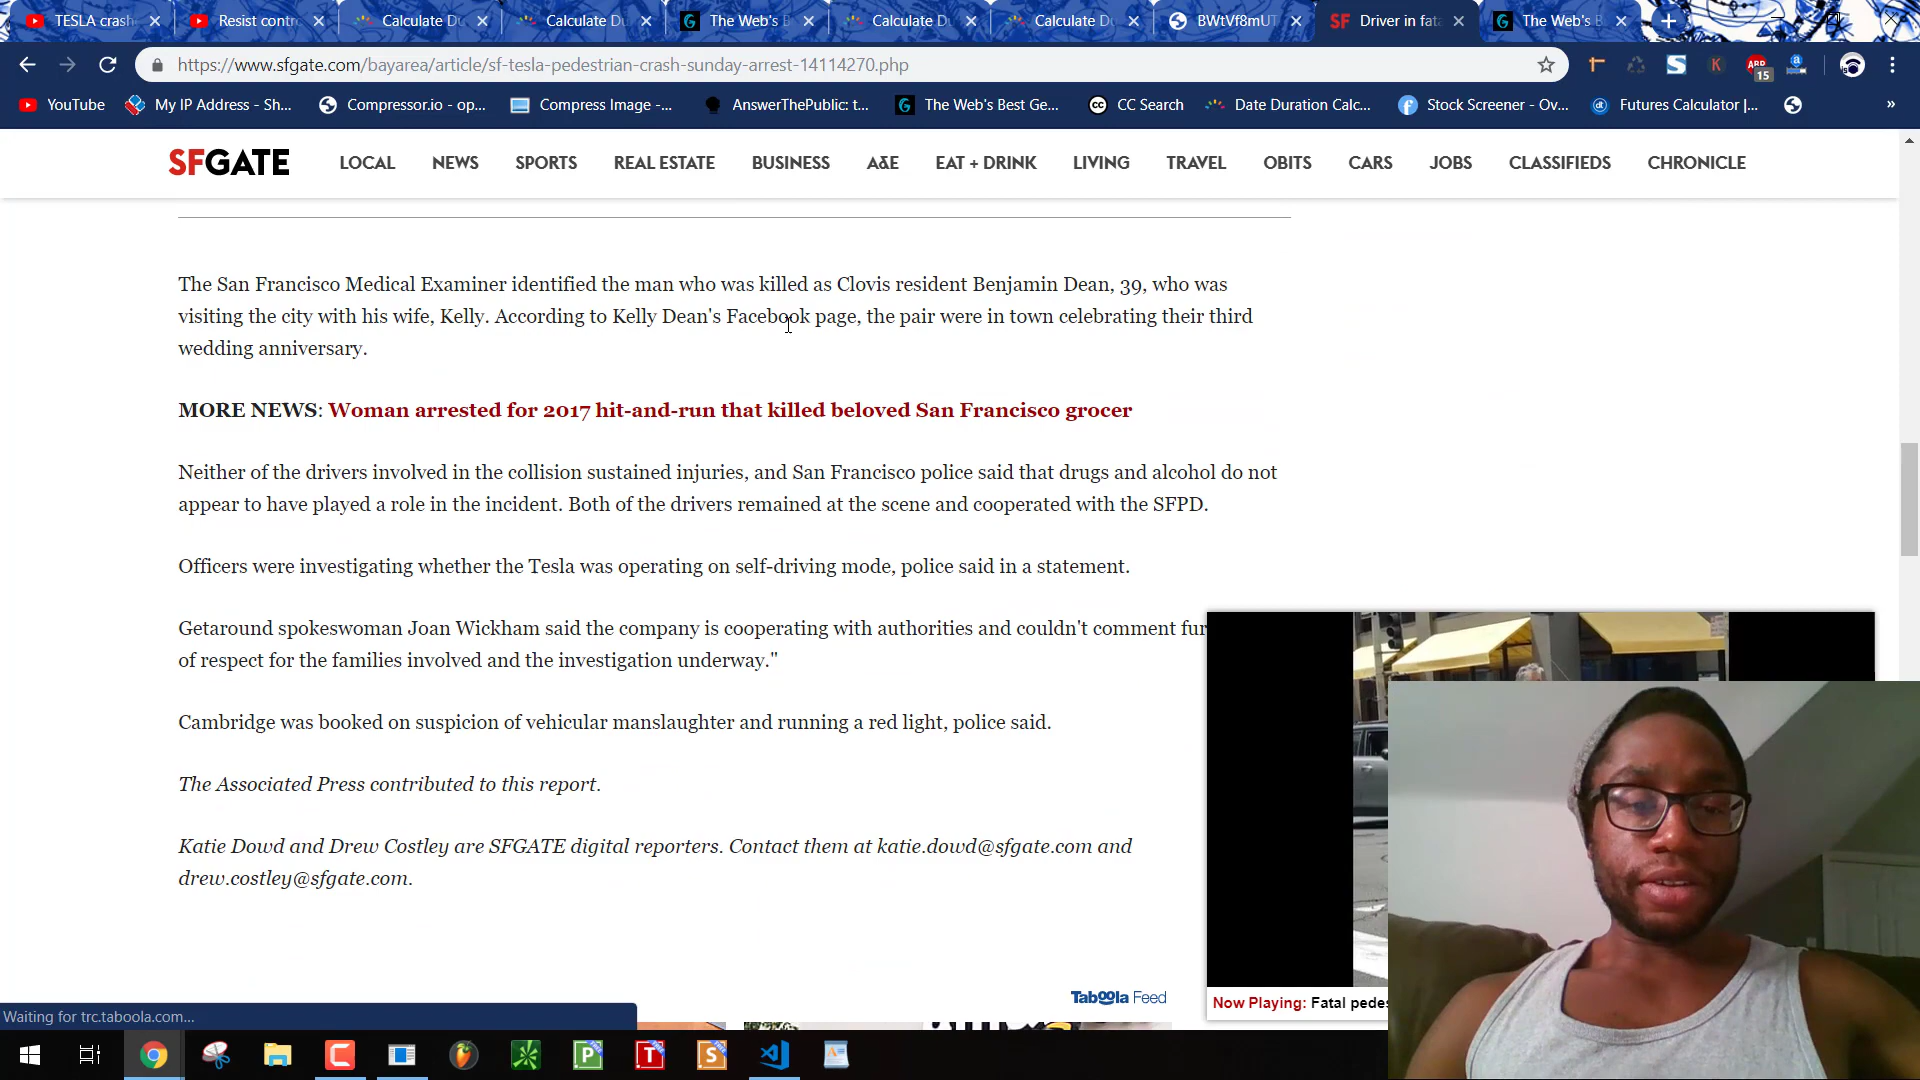 TESLA crash
Resist contr
Calculate Du
Calculate Du
The Web's B
Calculate Du
Calculate Du
BWtVf8mUT
SF Driver in fata
The Web's B
https://www.sfgate.com/bayarea/article/sf-tesla-pedestrian-crash-sunday-arrest-14114270.php
ABP
15
YouTube
My IP Address - Sh...
Compressor.io - op...
Compress Image -...
AnswerThePublic: t...
The Web's Best Ge...
CC Search
Date Duration Calc...
Stock Screener - Ov...
Futures Calculator |...
»
SFGATE
LOCAL
NEWS
SPORTS
REAL ESTATE
BUSINESS
A&E
EAT + DRINK
LIVING
TRAVEL
OBITS
CARS
JOBS
CLASSIFIEDS
CHRONICLE
The San Francisco Medical Examiner identified the man who was killed as Clovis resident Benjamin Dean, 39, who was
visiting the city with his wife, Kelly. According to Kelly Dean's Facebook page, the pair were in town celebrating their third
wedding anniversary.
MORE NEWS: Woman arrested for 2017 hit-and-run that killed beloved San Francisco grocer
Neither of the drivers involved in the collision sustained injuries, and San Francisco police said that drugs and alcohol do not
appear to have played a role in the incident. Both of the drivers remained at the scene and cooperated with the SFPD.
Officers were investigating whether the Tesla was operating on self-driving mode, police said in a statement.
Getaround spokeswoman Joan Wickham said the company is cooperating with authorities and couldn't comment fur
of respect for the families involved and the investigation underway."
Cambridge was booked on suspicion of vehicular manslaughter and running a red light, police said.
The Associated Press contributed to this report.
Katie Dowd and Drew Costley are SFGATE digital reporters. Contact them at katie.dowd@sfgate.com and
drew.costley@sfgate.com.
Taboola Feed
Now Playing: Fatal pedes
Waiting for trc.taboola.com...